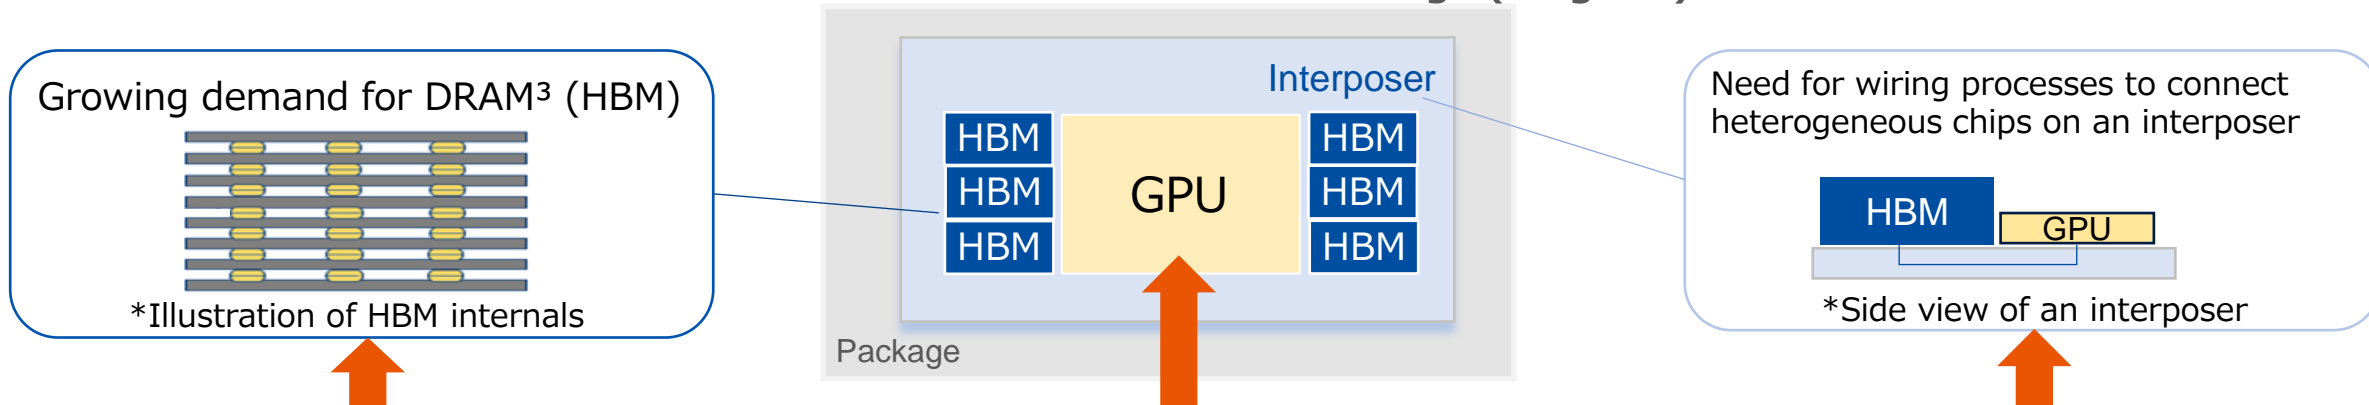 Growing demand for DRAM³ (HBM)
*Illustration of HBM internals
Interposer
HBM
HBM
HBM
GPU
HBM
HBM
HBM
Package
Need for wiring processes to connect
heterogeneous chips on an interposer
HBM
GPU
*Side view of an interposer